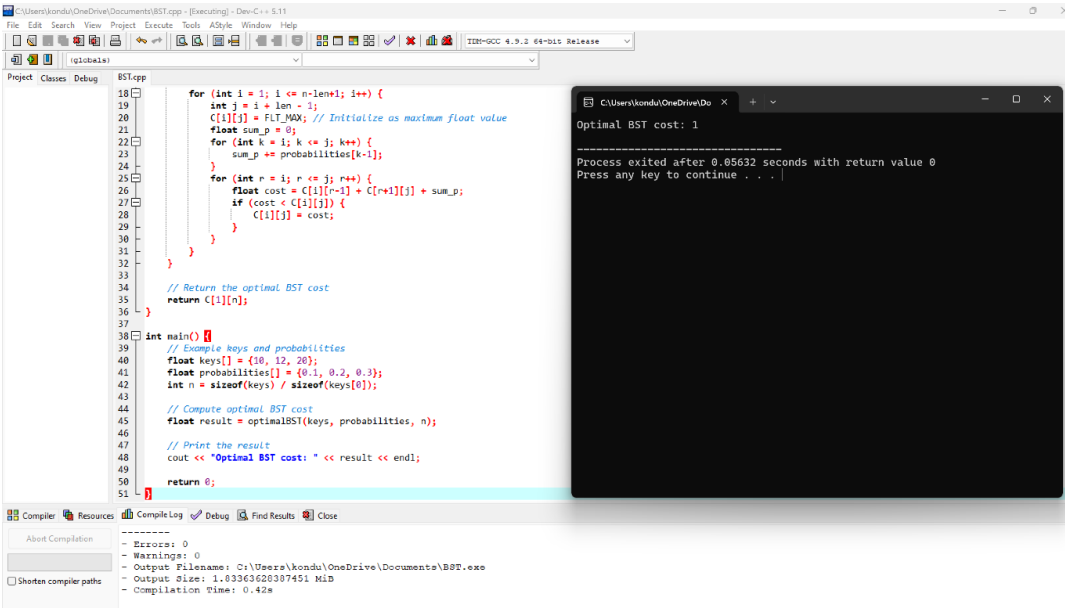 C:\Users\kondu\OneDrive\Documents\BST.cpp - [Executing] - Dev-C++ 5.11
File Edit Search View Project Execute Tools AStyle Window Help
TDM-GCC 4.9.2 64-bit Release
(globals)
Project Classes Debug BST.cpp
18 for (int i = 1; i <= n-len+1; i++) {
19 int j = i + len - 1;
20 C[i][j] = FLT_MAX; // Initialize as maximum float value
21 float sum_p = 0;
22 for (int k = i; k <= j; k++) {
23 sum_p += probabilities[k-1];
24 }
25 for (int r = i; r <= j; r++) {
26 float cost = C[i][r-1] + C[r+1][j] + sum_p;
27 if (cost < C[i][j]) {
28 C[i][j] = cost;
29 }
30 }
31 }
32 }
33
34 // Return the optimal BST cost
35 return C[1][n];
36 }
37
38 int main() {
39 // Example keys and probabilities
40 float keys[] = {10, 12, 20};
41 float probabilities[] = {0.1, 0.2, 0.3};
42 int n = sizeof(keys) / sizeof(keys[0]);
43
44 // Compute optimal BST cost
45 float result = optimalBST(keys, probabilities, n);
46
47 // Print the result
48 cout << "Optimal BST cost: " << result << endl;
49
50 return 0;
51 }
C:\Users\kondu\OneDrive\Do
Optimal BST cost: 1
--------------------------------
Process exited after 0.05632 seconds with return value 0
Press any key to continue . . .
Compiler Resources Compile Log Debug Find Results Close
Abort Compilation
Shorten compiler paths
--------
- Errors: 0
- Warnings: 0
- Output Filename: C:\Users\kondu\OneDrive\Documents\BST.exe
- Output Size: 1.83363628387451 MiB
- Compilation Time: 0.42s